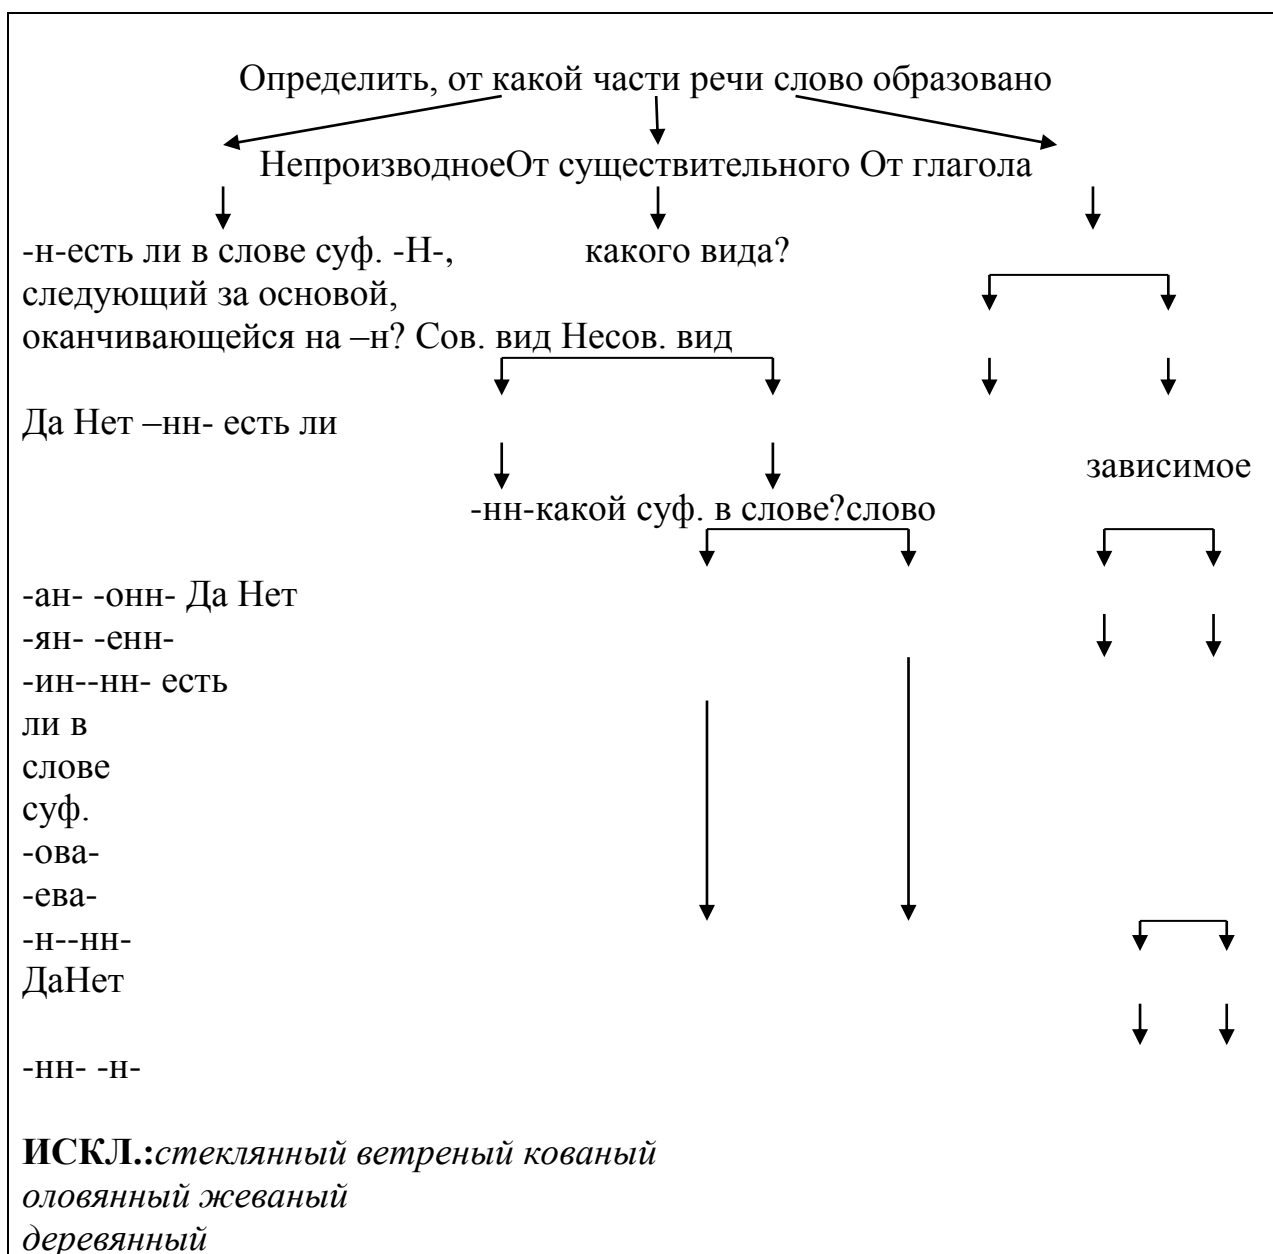 Определить, от какой части речи слово образовано
НепроизводноеОт существительного От глагола
-н-есть ли в слове суф. -Н-, какого вида?
следующий за основой,
оканчивающейся на –н? Сов. вид Несов. вид
Да Нет –нн- есть ли
зависимое
-нн-какой суф. в слове?слово
-ан- -онн- Да Нет
-ян- -енн-
-ин--нн- есть
ли в
слове
суф.
-ова-
-ева-
-н--нн-
ДаНет
-нн- -н-
ИСКЛ.:стеклянный ветреный кованый
оловянный жеваный
деревянный